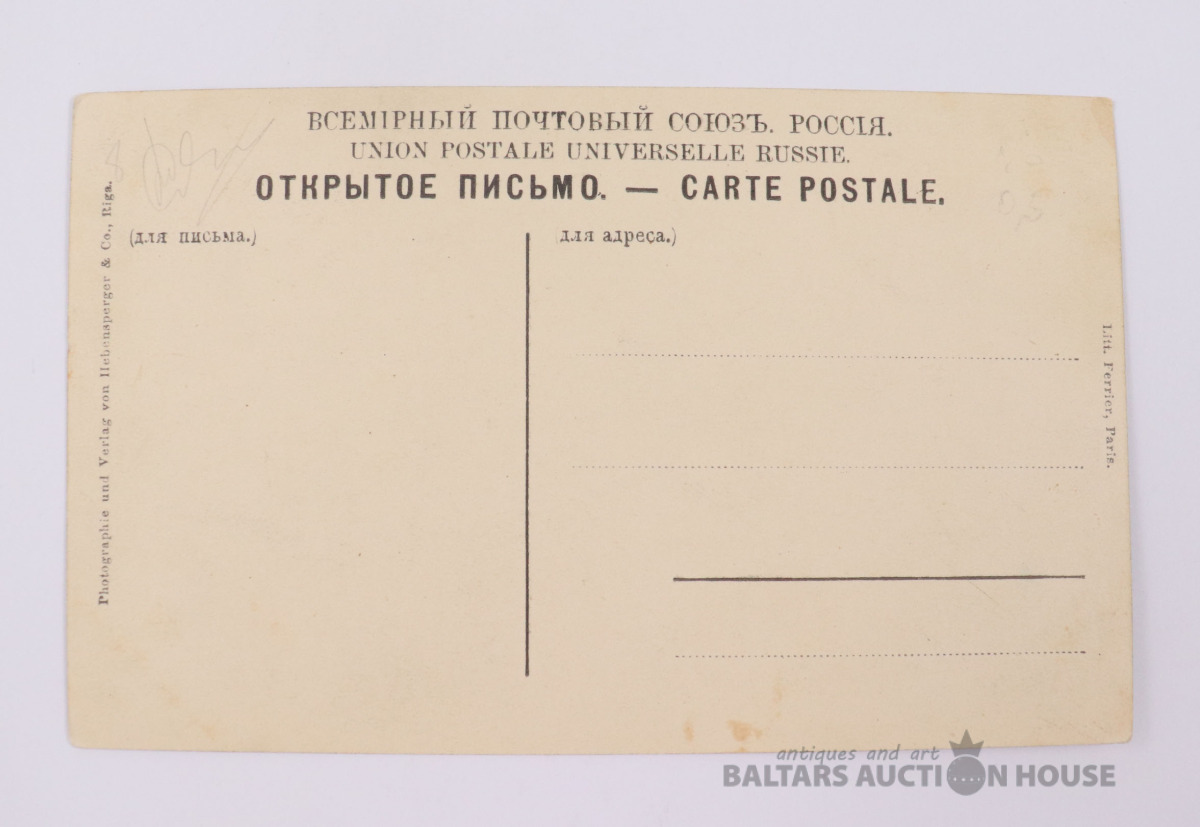 ВСЕМІРНЫЙ ПОЧТОВЫЙ СОЮЗЪ. РОССІЯ.
UNION POSTALE UNIVERSELLE RUSSIE.
ОТКРЫТОЕ ПИСЬМО. — CARTE POSTALE.
(для письма.)
(для адреса.)
Photographie und Verlag von Hebensperger & Co., Riga.
Litt. Ferrier, Paris.
antiques and art
BALTARS AUCTION HOUSE